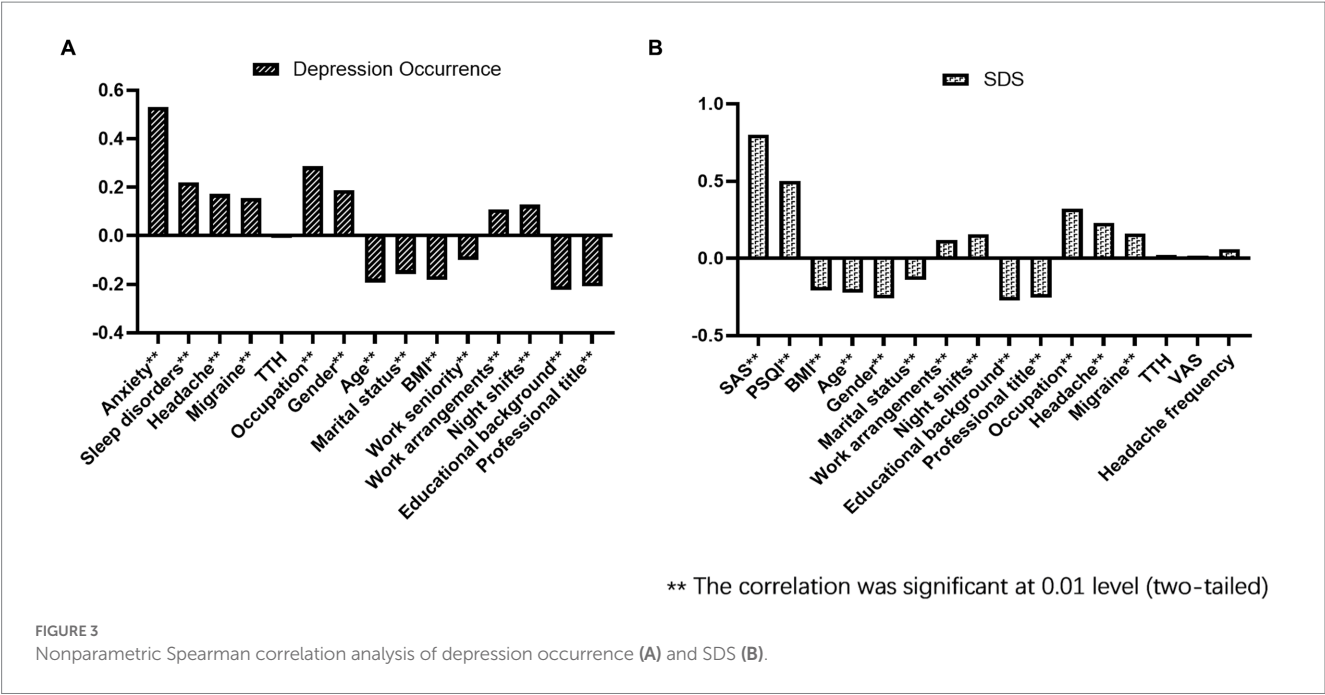 A
Depression Occurrence
0.6
0.4
0.2
0.0
-0.2
-0.4
Anxiety**
Sleep disorders**
Headache**
Migraine**
TTH
Occupation**
Gender**
Age**
Marital status**
BMI**
Work seniority**
Work arrangements**
Night shifts**
Educational background**
Professional title**
B
SDS
1.0
0.5
0.0
-0.5
SAS**
PSQI**
BMI**
Age**
Gender**
Marital status**
Work arrangements**
Night shifts**
Educational background**
Professional title**
Occupation**
Headache**
Migraine**
TTH
VAS
Headache frequency
** The correlation was significant at 0.01 level (two-tailed)
FIGURE 3
Nonparametric Spearman correlation analysis of depression occurrence (A) and SDS (B).